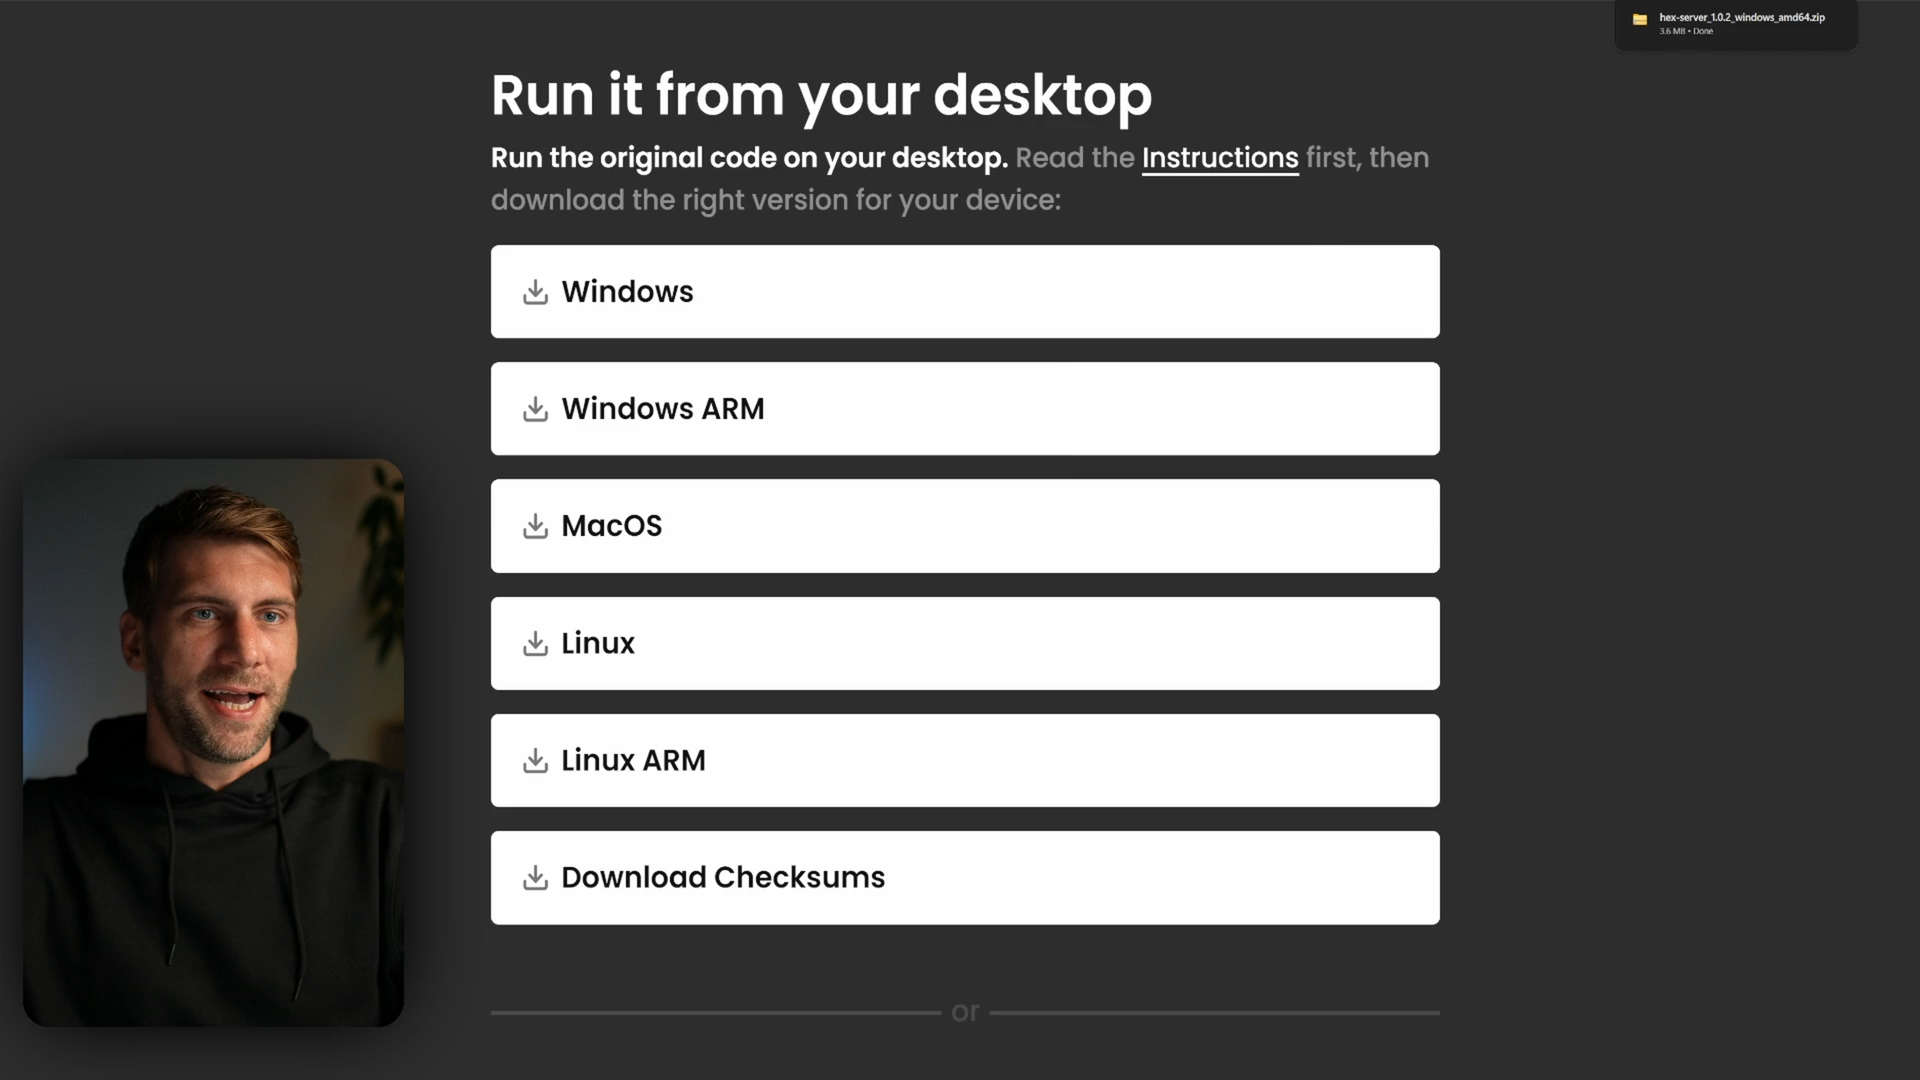 hex-server_1.0.2_windows_amd64.zip
3.6 MB • Done
Run it from your desktop
Run the original code on your desktop. Read the Instructions first, then
download the right version for your device:
Windows
Windows ARM
MacOS
Linux
Linux ARM
Download Checksums
or